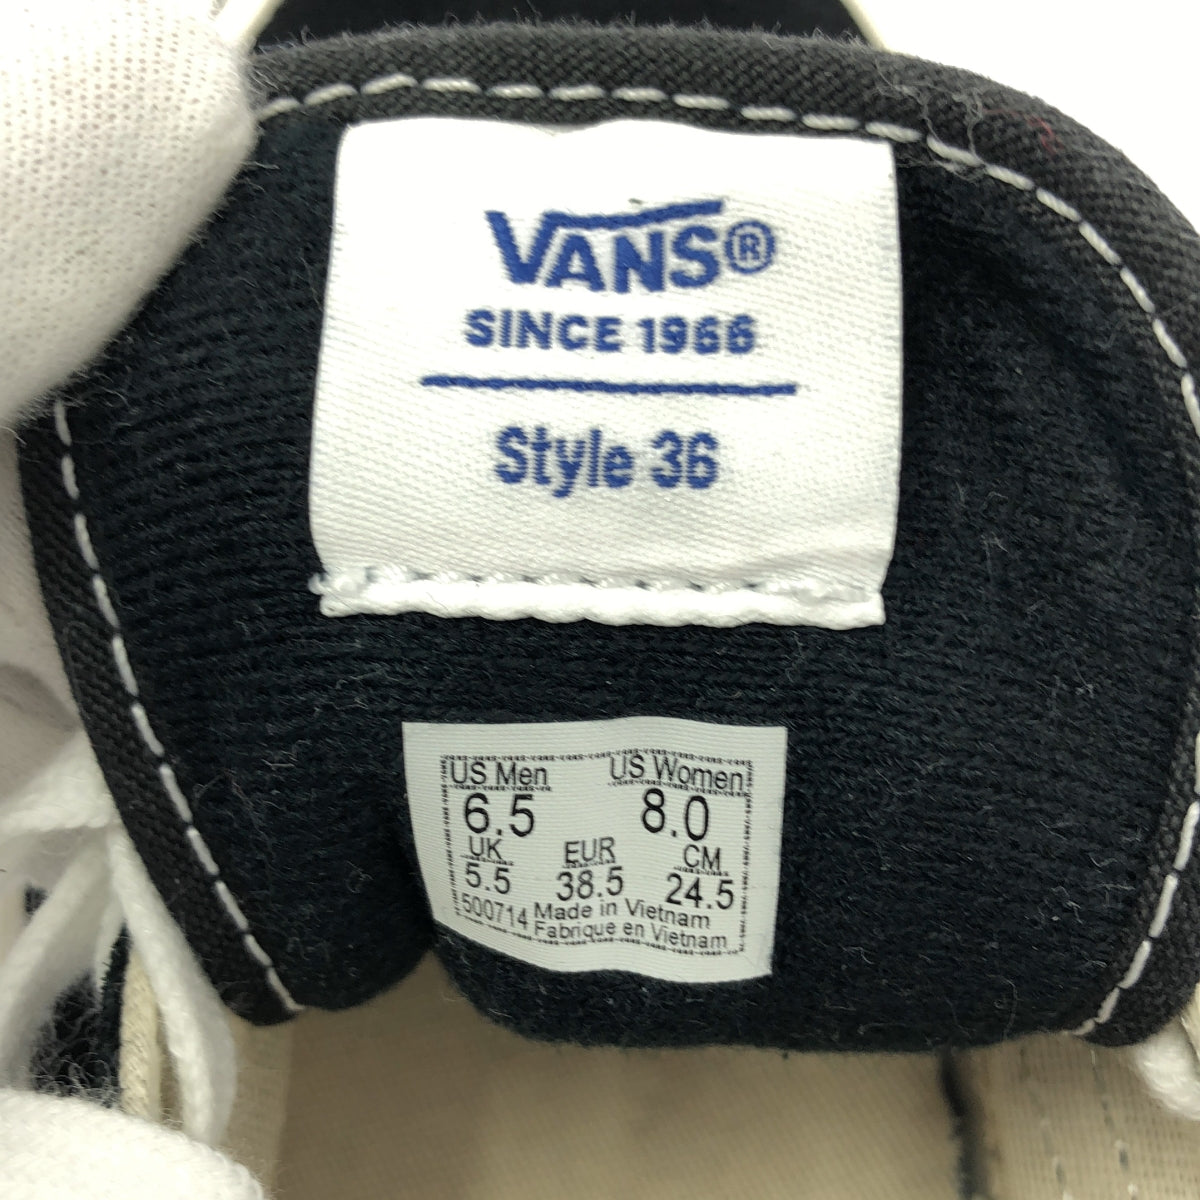 VANS®
SINCE 1966
Style 36
US Men US Women
6.5 8.0
UK EUR CM
5.5 38.5 24.5
500714 Made in Vietnam
Fabrique en Vietnam